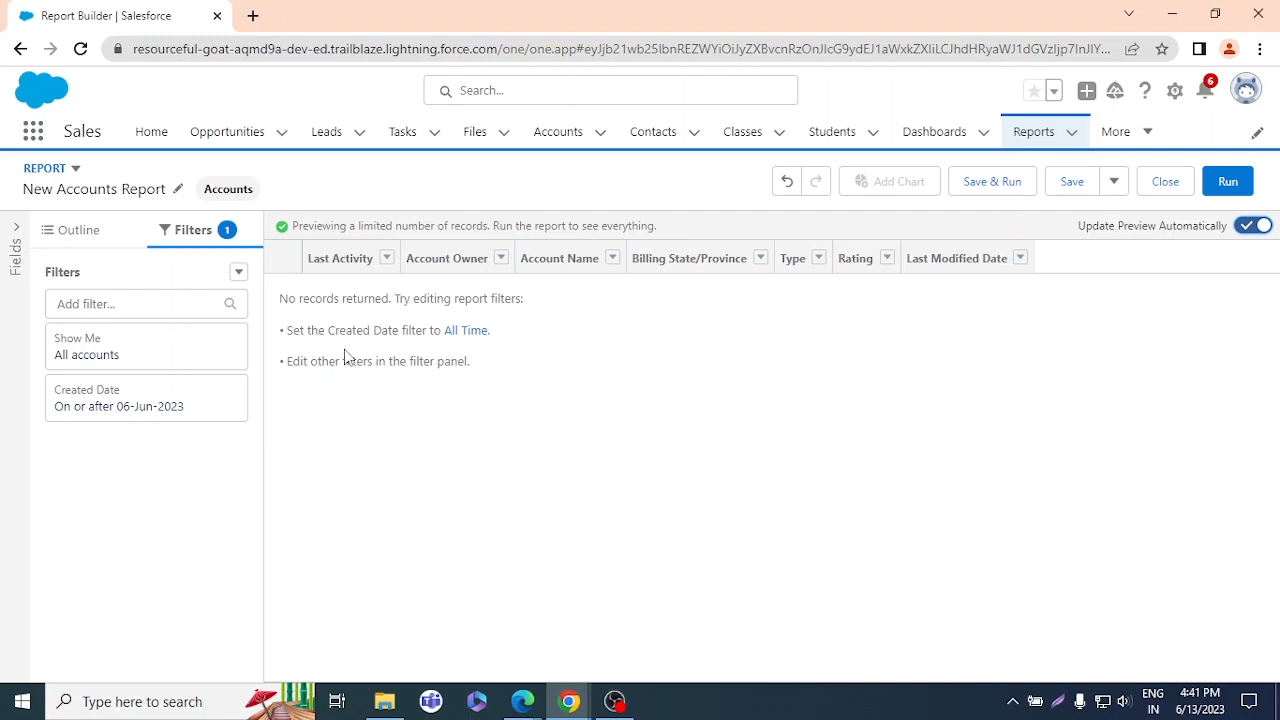 Report Builder | Salesforce
resourceful-goat-aqmd9a-dev-ed.trailblaze.lightning.force.com/one/one.app#
Search...
6
Sales
Home
Opportunities
Leads
Tasks
Files
Accounts
Contacts
Classes
Students
Dashboards
Reports
More
REPORT
New Accounts Report
Accounts
Add Chart
Save & Run
Save
Close
Run
Fields
Outline
Filters 1
Previewing a limited number of records. Run the report to see everything.
Update Preview Automatically
Filters
Add filter...
Show Me
All accounts
Created Date
On or after 06-Jun-2023
Last Activity
Account Owner
Account Name
Billing State/Province
Type
Rating
Last Modified Date
No records returned. Try editing report filters:
• Set the Created Date filter to All Time.
• Edit other filters in the filter panel.
Type here to search
ENG
IN
4:41 PM
6/13/2023